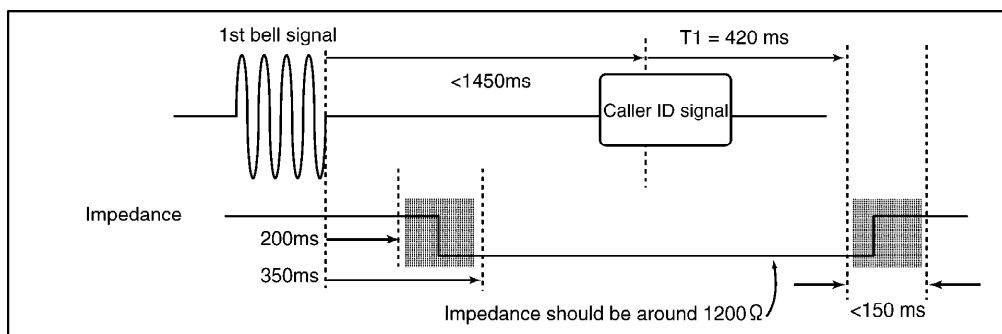 1st bell signal
T1 = 420 ms
<1450ms
Caller ID signal
Impedance
200ms
350ms
Impedance should be around 1200Ω
<150 ms